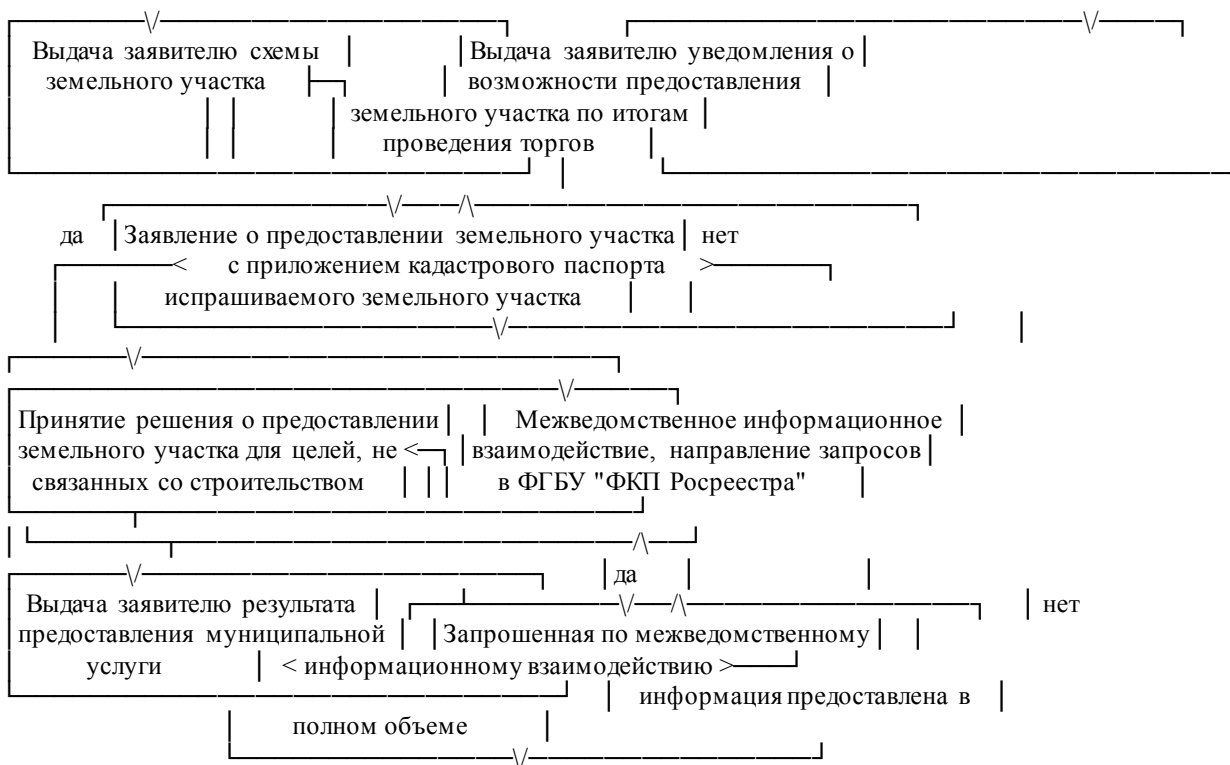 Выдача заявителю схемы Выдача заявителю уведомления о
земельного участка возможности предоставления
земельного участка по итогам
проведения торгов
да Заявление о предоставлении земельного участка нет
с приложением кадастрового паспорта
испрашиваемого земельного участка
Принятие решения о предоставлении Межведомственное информационное
земельного участка для целей, не взаимодействие, направление запросов
связанных со строительством в ФГБУ "ФКП Росреестра"
да
Выдача заявителю результата нет
предоставления муниципальной Запрошенная по межведомственному
услуги < информационному взаимодействию >
информация предоставлена в
полном объеме